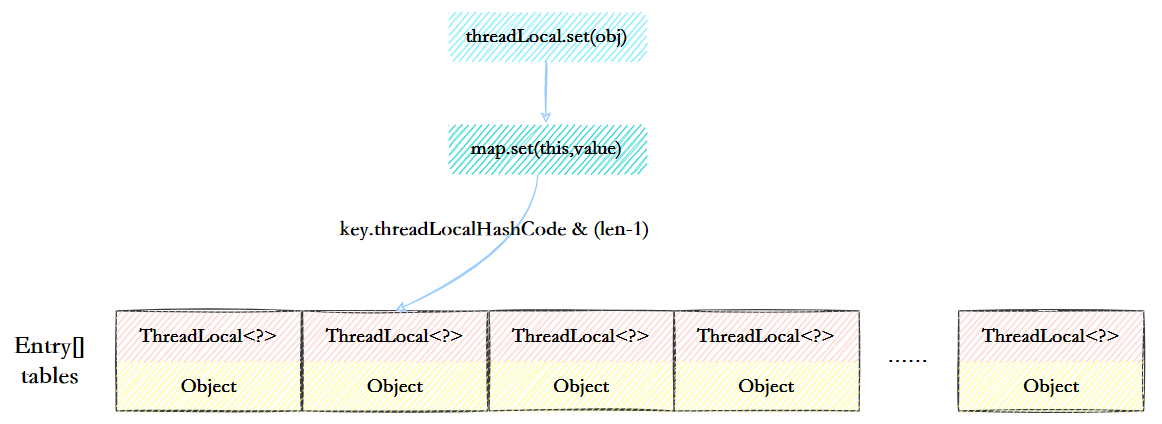 threadLocal.set(obj)
map.set(this,value)
key.threadLocalHashCode & (len-1)
Entry[]
tables
ThreadLocal<?> ThreadLocal<?> ThreadLocal<?> ThreadLocal<?> ...... ThreadLocal<?>
Object Object Object Object Object